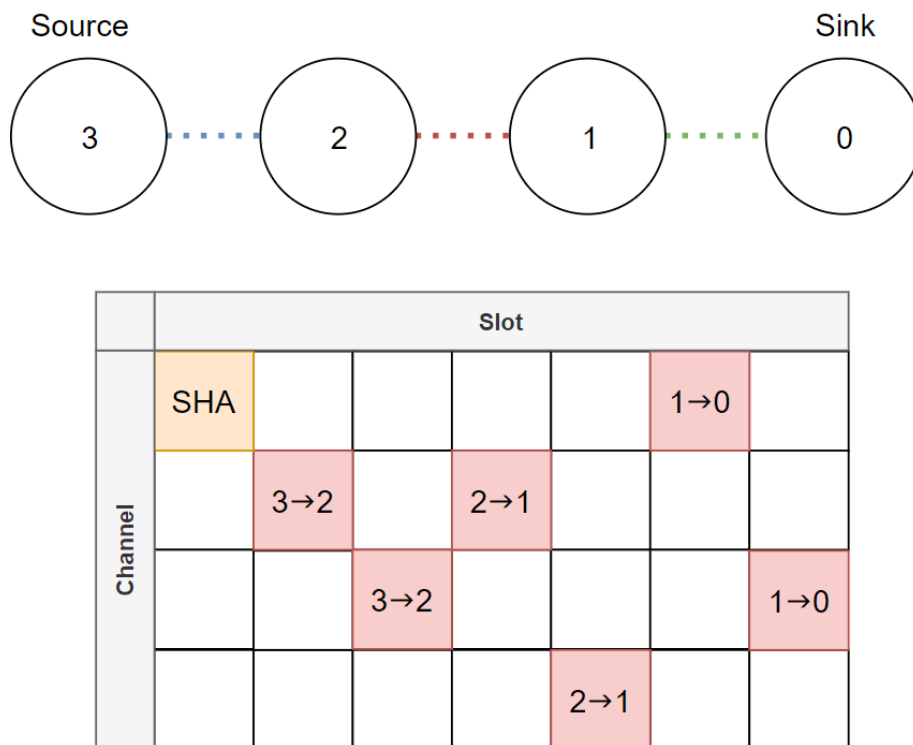 Source Sink
3 2 1 0
Slot
Channel
SHA 1→0
3→2 2→1
3→2 1→0
2→1